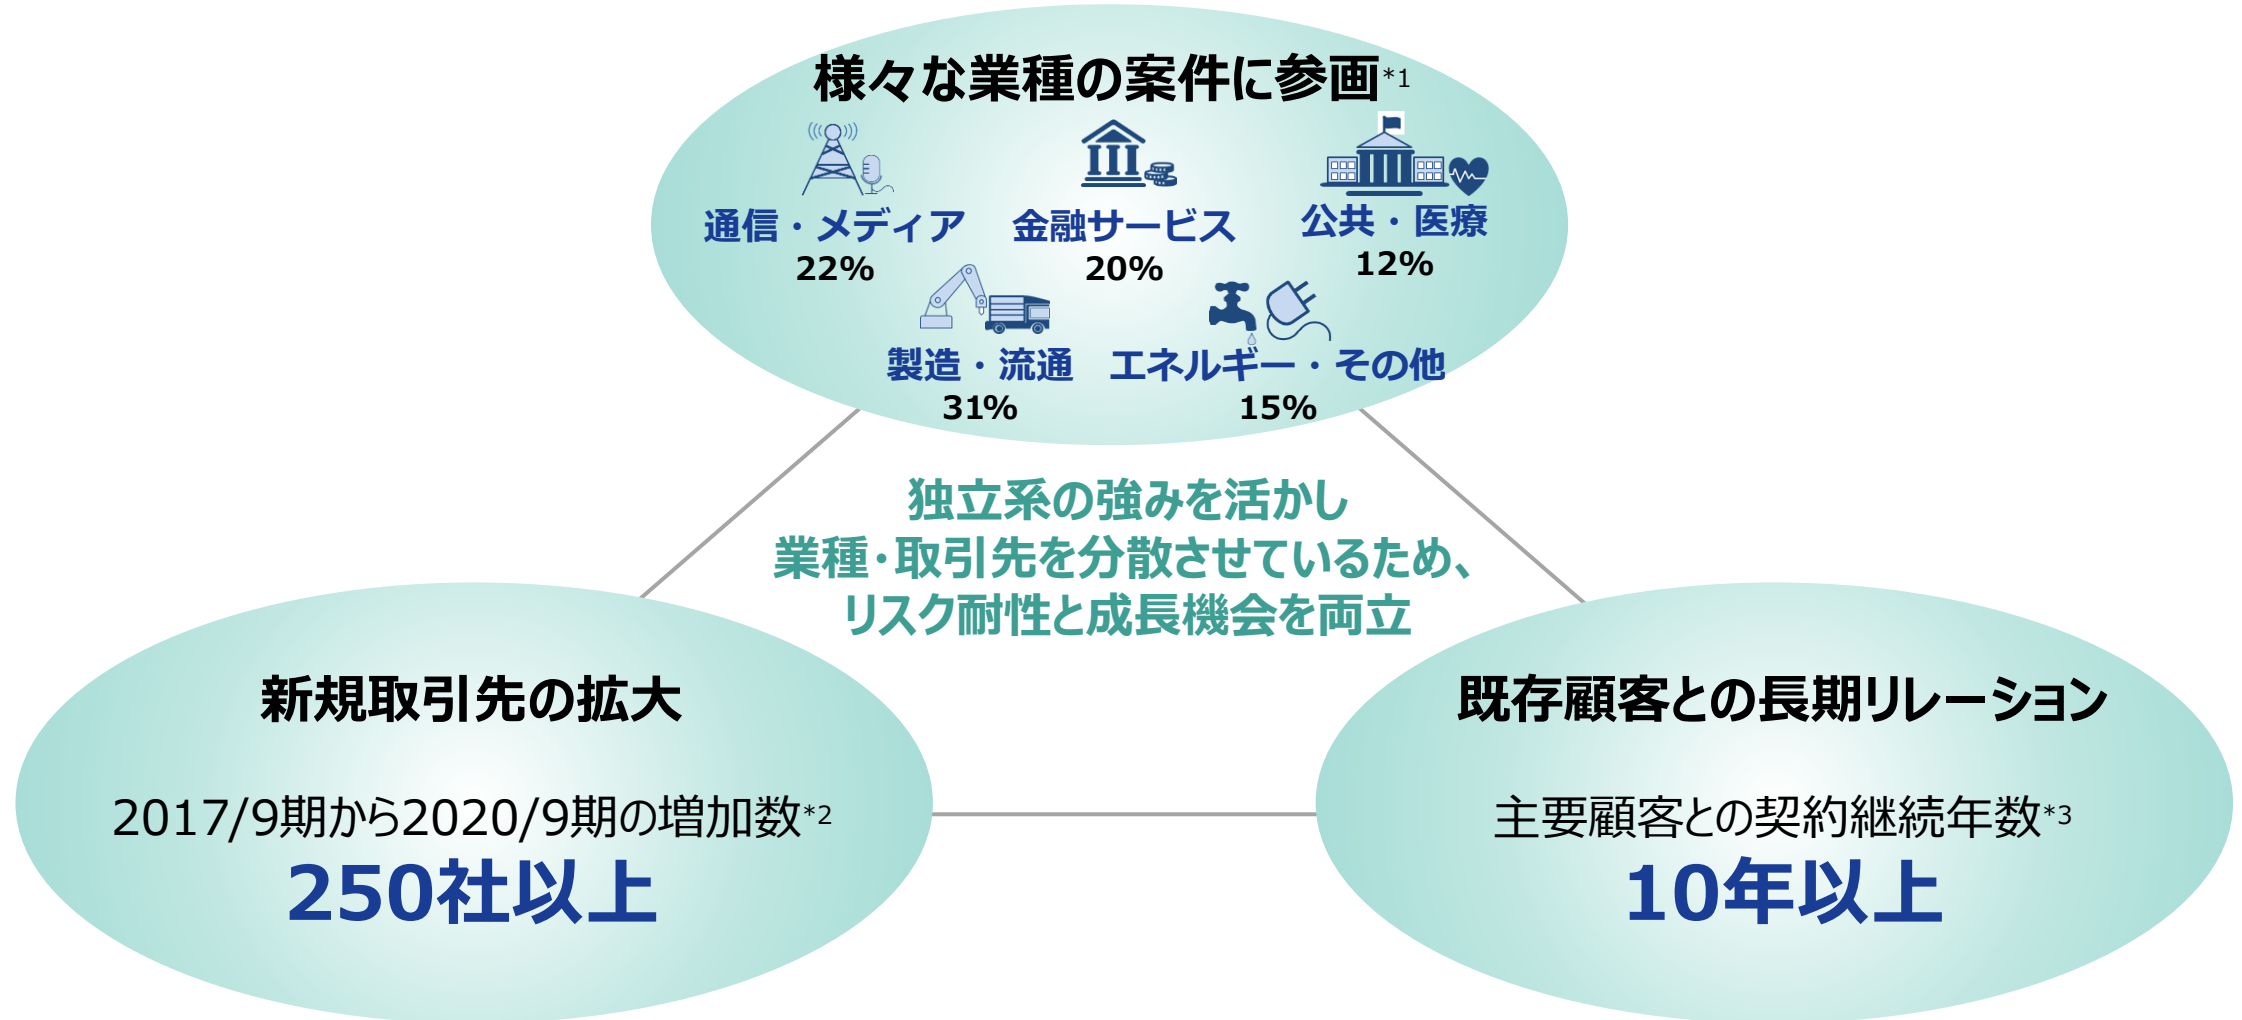 様々な業種の案件に参画*1
通信・メディア
22%
金融サービス
20%
公共・医療
12%
製造・流通
31%
エネルギー・その他
15%
独立系の強みを活かし
業種・取引先を分散させているため、
リスク耐性と成長機会を両立
新規取引先の拡大
2017/9期から2020/9期の増加数*2
250社以上
既存顧客との長期リレーション
主要顧客との契約継続年数*3
10年以上